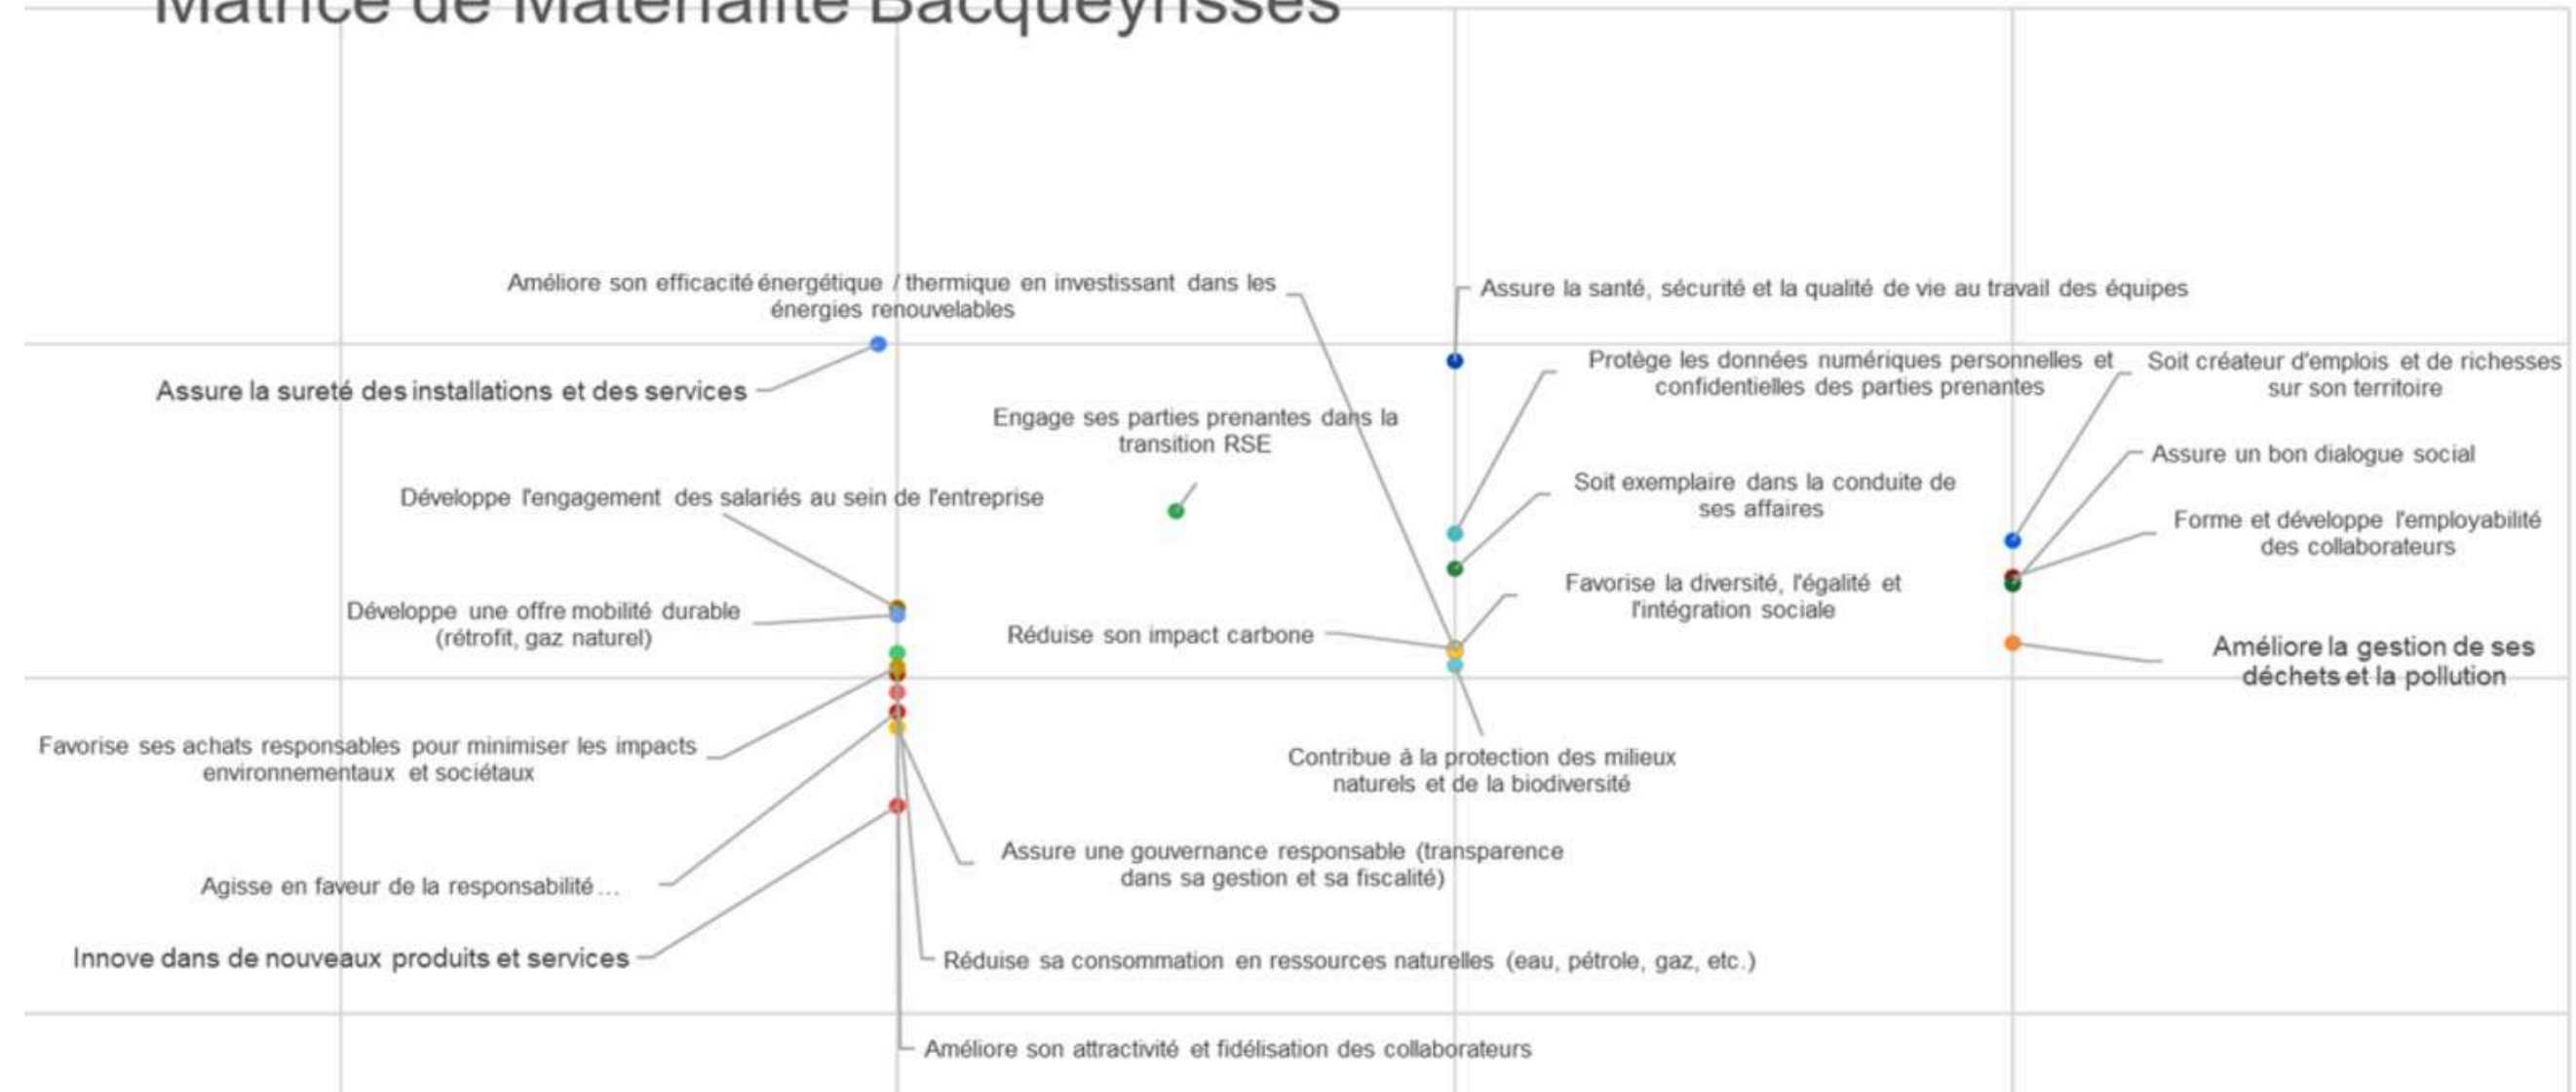 Matrice de Matérialité Bacqueyrisses
Améliore son efficacité énergétique / thermique en investissant dans les
énergies renouvelables
Assure la santé, sécurité et la qualité de vie au travail des équipes
Assure la sureté des installations et des services
Protège les données numériques personnelles et
confidentielles des parties prenantes
Soit créateur d'emplois et de richesses
sur son territoire
Engage ses parties prenantes dans la
transition RSE
Assure un bon dialogue social
Développe l'engagement des salariés au sein de l'entreprise
Soit exemplaire dans la conduite de
ses affaires
Forme et développe l'employabilité
des collaborateurs
Développe une offre mobilité durable
(rétrofit, gaz naturel)
Favorise la diversité, l'égalité et
l'intégration sociale
Réduise son impact carbone
Améliore la gestion de ses
déchets et la pollution
Favorise ses achats responsables pour minimiser les impacts
environnementaux et sociétaux
Contribue à la protection des milieux
naturels et de la biodiversité
Assure une gouvernance responsable (transparence
dans sa gestion et sa fiscalité)
Agisse en faveur de la responsabilité...
Innove dans de nouveaux produits et services
Réduise sa consommation en ressources naturelles (eau, pétrole, gaz, etc.)
Améliore son attractivité et fidélisation des collaborateurs